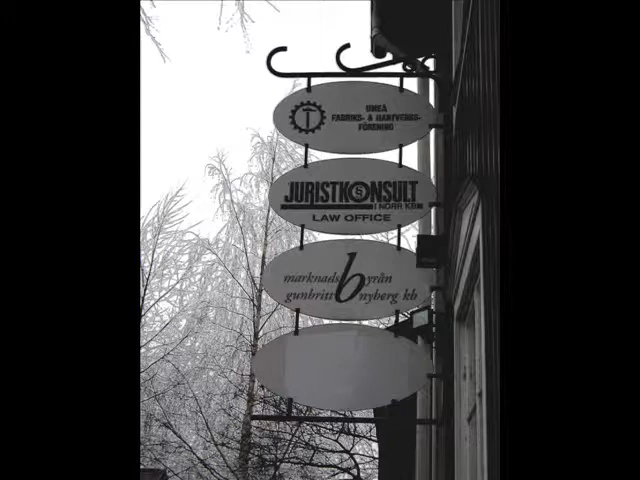 UMEÅ
FABRIKS- & HANTVERKS-
FÖRENING
JURISTKONSULT
I NORR KB
LAW OFFICE
marknadsbyrån
gunbritt nyberg kb